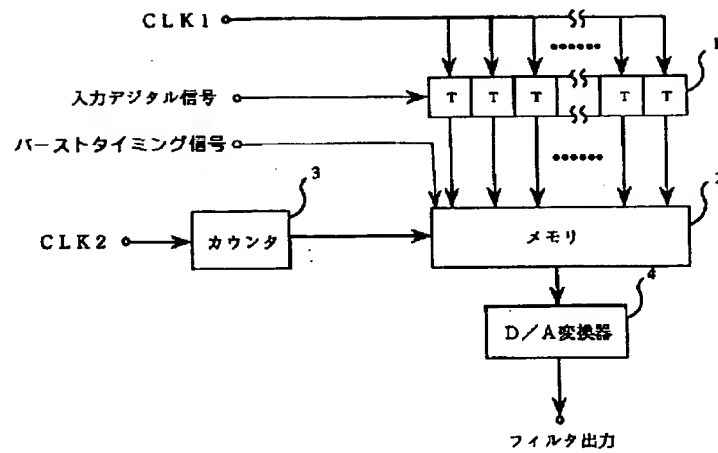 CLK1
1
入力デジタル信号
T T T T T
バーストタイミング信号
3
2
CLK2
カウンタ
メモリ
4
D/A変換器
フィルタ出力